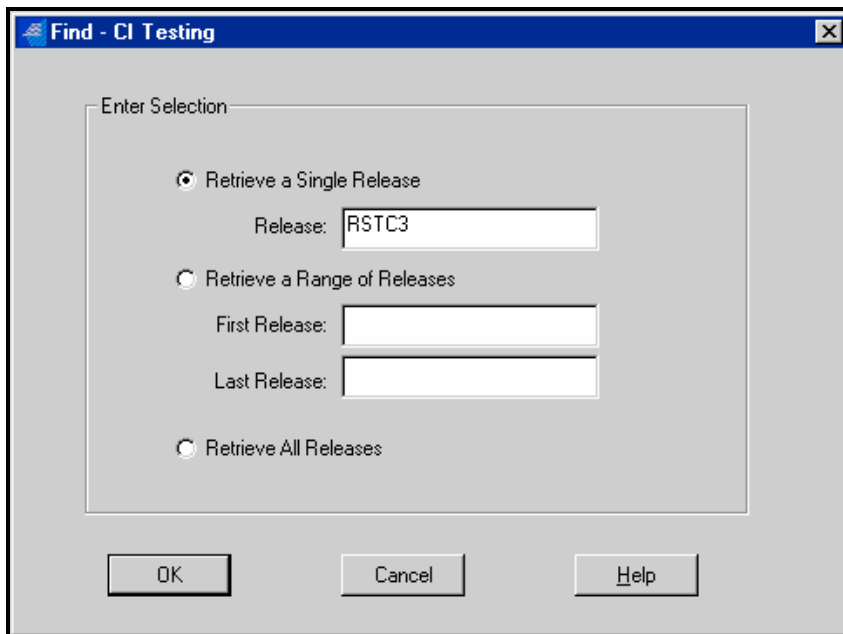 Find - CI Testing
Enter Selection
Retrieve a Single Release
Release: RSTC3
Retrieve a Range of Releases
First Release:
Last Release:
Retrieve All Releases
OK Cancel Help